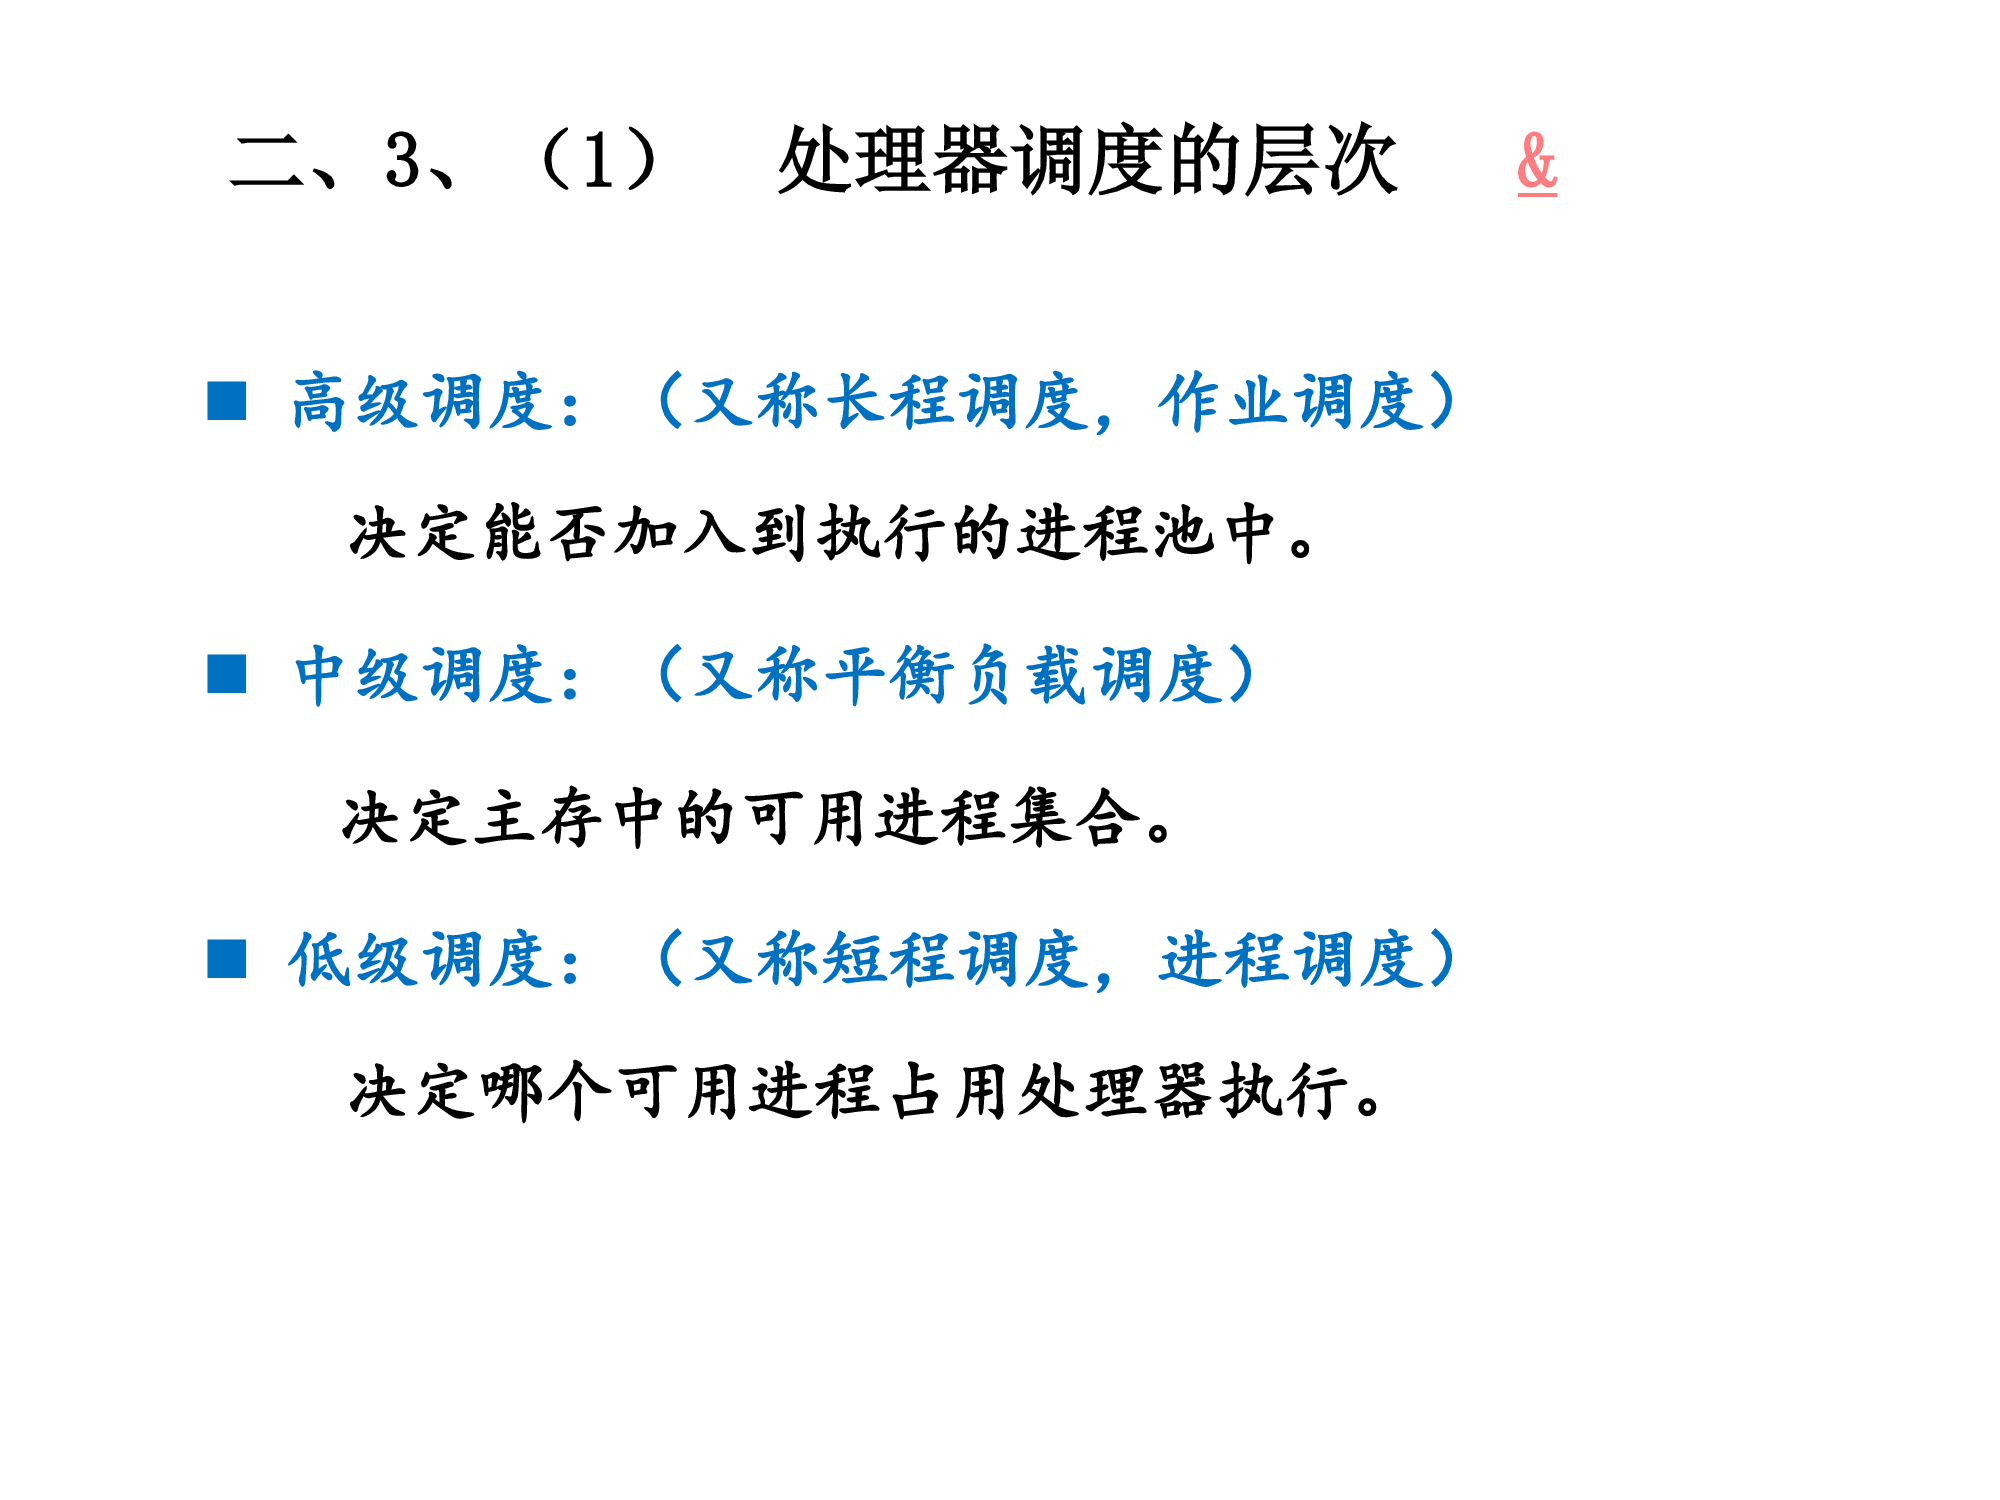 二、3、（1） 处理器调度的层次 &
■ 高级调度：（又称长程调度，作业调度）
决定能否加入到执行的进程池中。
■ 中级调度：（又称平衡负载调度）
决定主存中的可用进程集合。
■ 低级调度：（又称短程调度，进程调度）
决定哪个可用进程占用处理器执行。